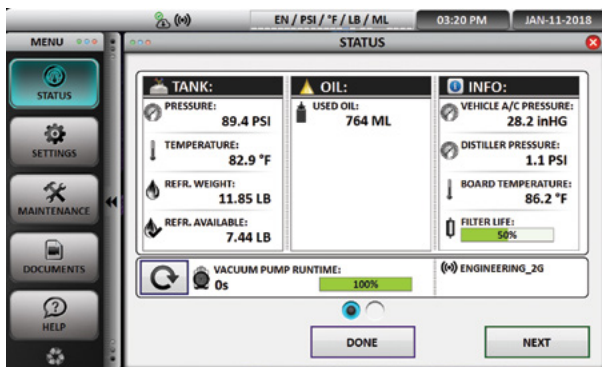 EN / PSI / °F / LB / ML
03:20 PM
JAN-11-2018
MENU
STATUS
STATUS
SETTINGS
MAINTENANCE
DOCUMENTS
HELP
TANK:
PRESSURE:
89.4 PSI
TEMPERATURE:
82.9 °F
REFR. WEIGHT:
11.85 LB
REFR. AVAILABLE:
7.44 LB
OIL:
USED OIL:
764 ML
INFO:
VEHICLE A/C PRESSURE:
28.2 inHG
DISTILLER PRESSURE:
1.1 PSI
BOARD TEMPERATURE:
86.2 °F
FILTER LIFE:
50%
VACUUM PUMP RUNTIME:
0s
100%
ENGINEERING_2G
DONE
NEXT